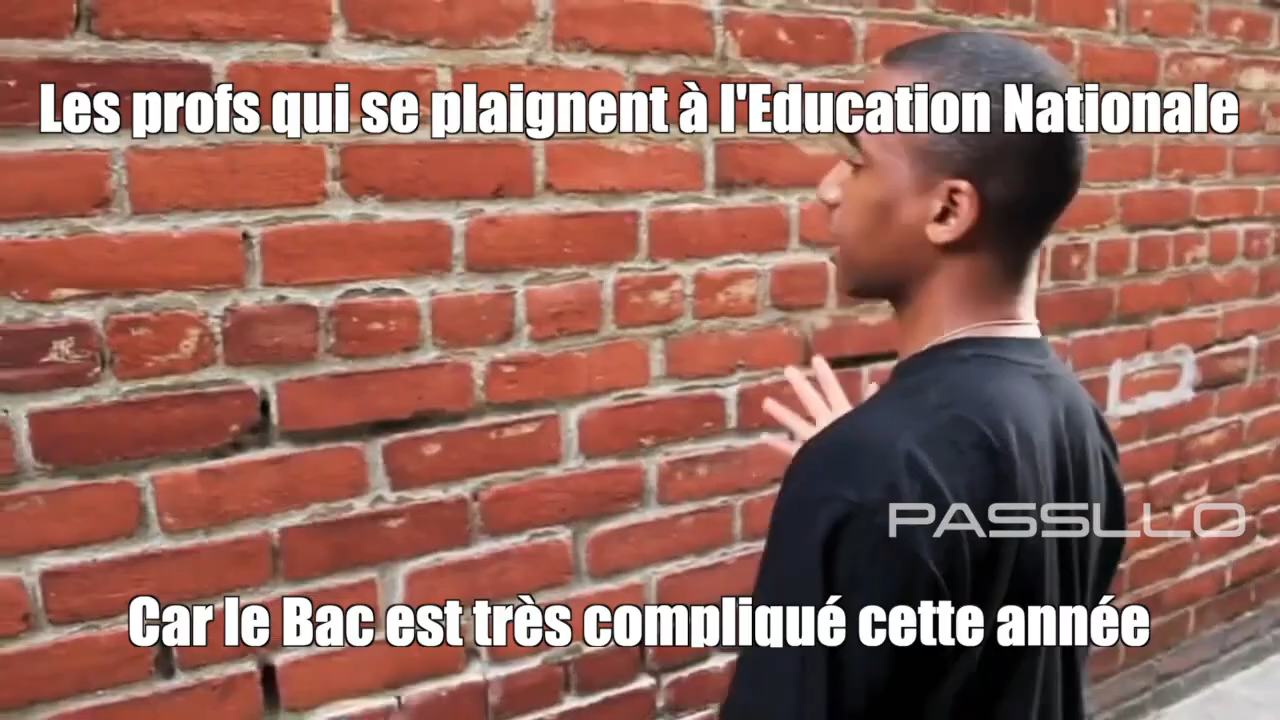 Les profs qui se plaignent à l'Education Nationale
PASSLLO
Car le Bac est très compliqué cette année